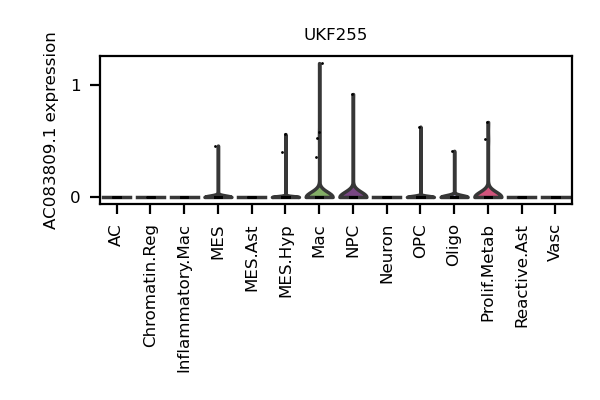 UKF255
AC083809.1 expression
1
0
AC
Chromatin.Reg
Inflammatory.Mac
MES
MES.Ast
MES.Hyp
Mac
NPC
Neuron
OPC
Oligo
Prolif.Metab
Reactive.Ast
Vasc